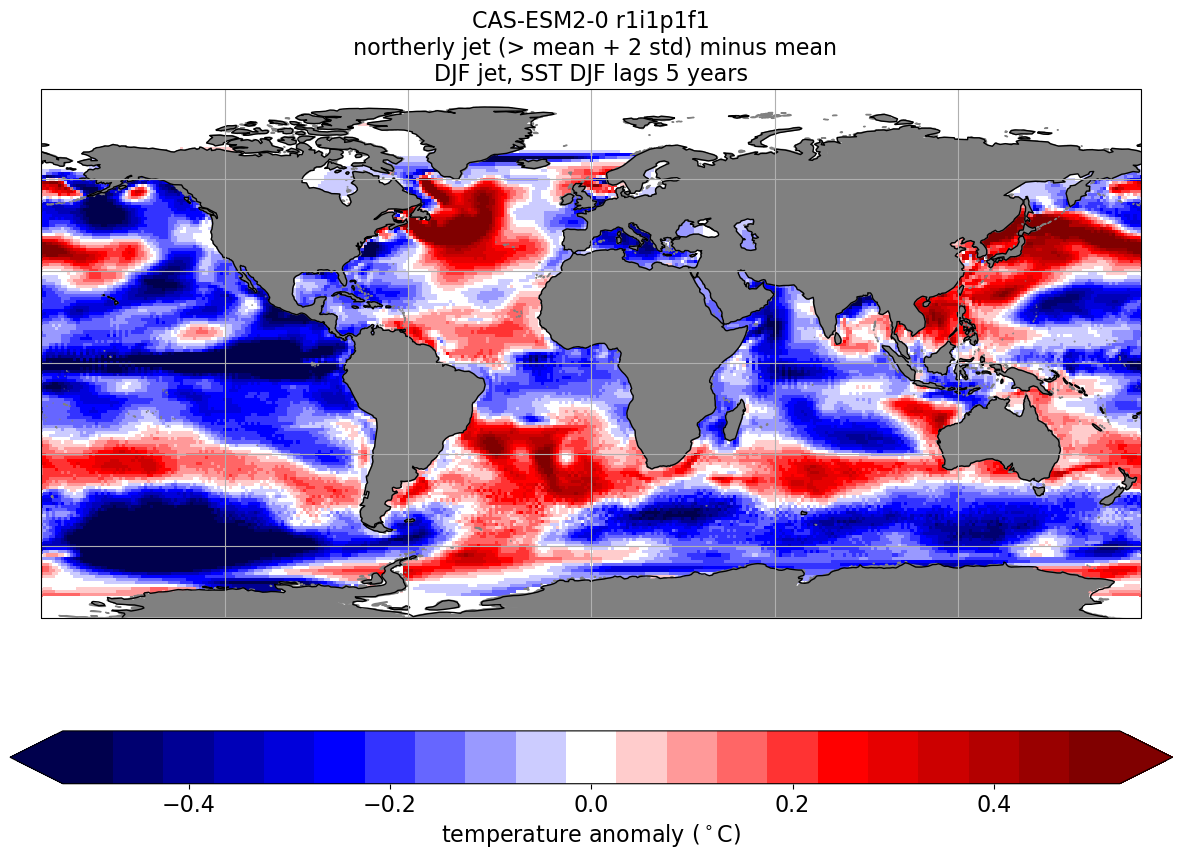 CAS-ESM2-0 r1i1p1f1
northerly jet (> mean + 2 std) minus mean
DJF jet, SST DJF lags 5 years
−0.4 −0.2 0.0 0.2 0.4
temperature anomaly (°C)